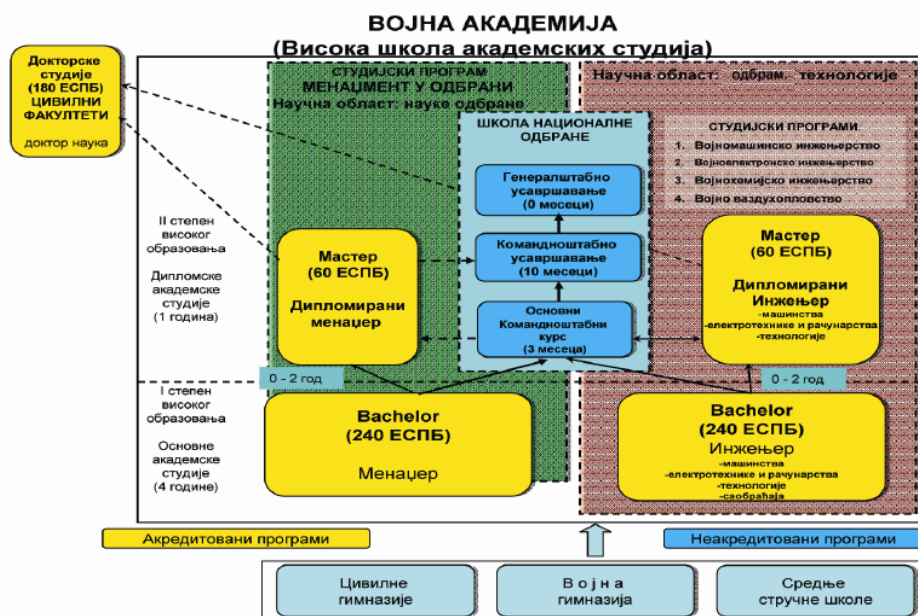 ВОЈНА АКАДЕМИЈА
(Висока школа академских студија)
Докторске
студије
(180 ЕСПБ)
ЦИВИЛНИ
ФАКУЛТЕТИ
доктор наука
СТУДИЈСКИ ПРОГРАМ
МЕНАЏМЕНТ У ОДБРАНИ
Научна област: науке одбране
Научна област: одбрам. технологије
ШКОЛА НАЦИОНАЛНЕ
ОДБРАНЕ
СТУДИЈСКИ ПРОГРАМИ
1. Војномашинско инжењерство
2. Војноелектронско инжењерство
3. Војнохемијско инжењерство
4. Војно ваздухопловство
Генералштабно
усавршавање
(0 месеци)
II степен
високог
образовања
Дипломске
академске
студије
(1 година)
Мастер
(60 ЕСПБ)
Дипломирани
менаџер
Командноштабно
усавршавање
(10 месеци)
Мастер
(60 ЕСПБ)
Дипломирани
Инжењер
-машинства
-електротехнике и рачунарства
-технологије
Основни
Командноштабни
курс
(3 месеца)
0 - 2 год
0 - 2 год
I степен
високог
образовања
Основне
академске
студије
(4 године)
Bachelor
(240 ЕСПБ)
Менаџер
Bachelor
(240 ЕСПБ)
Инжењер
-машинства
-електротехнике и рачунарства
-технологије
-саобраћаја
Акредитовани програми
Неакредитовани програми
Цивилне
гимназије
Војна
гимназија
Средње
стручне школе